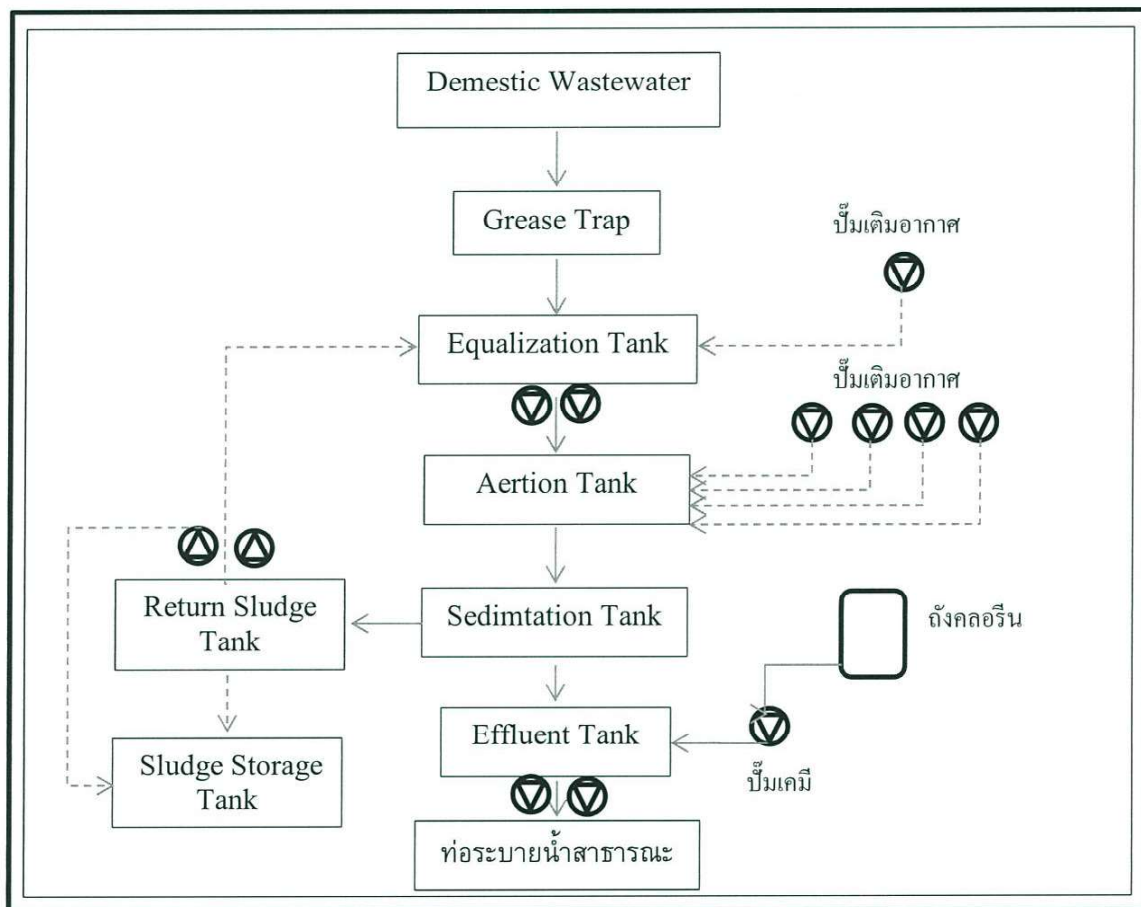 Demestic Wastewater
Grease Trap
ปั๊มเติมอากาศ
Equalization Tank
ปั๊มเติมอากาศ
Aertion Tank
Return Sludge
Tank
Sedimtation Tank
ถังคลอรีน
Effluent Tank
ปั๊มเคมี
Sludge Storage
Tank
ท่อระบายน้ำสาธารณะ